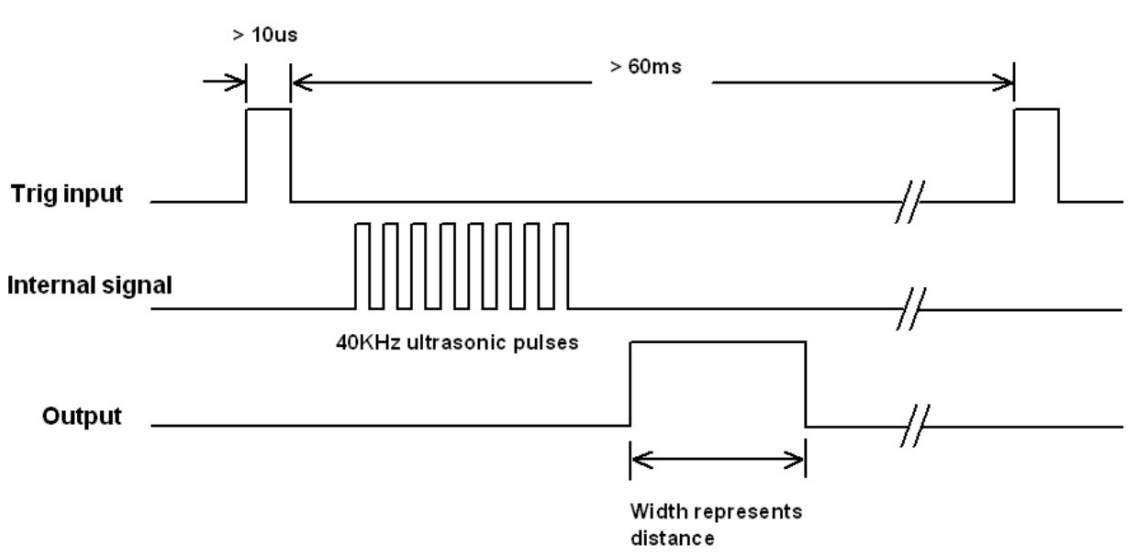 > 10us
> 60ms
Trig input
Internal signal
40KHz ultrasonic pulses
Output
Width represents
distance